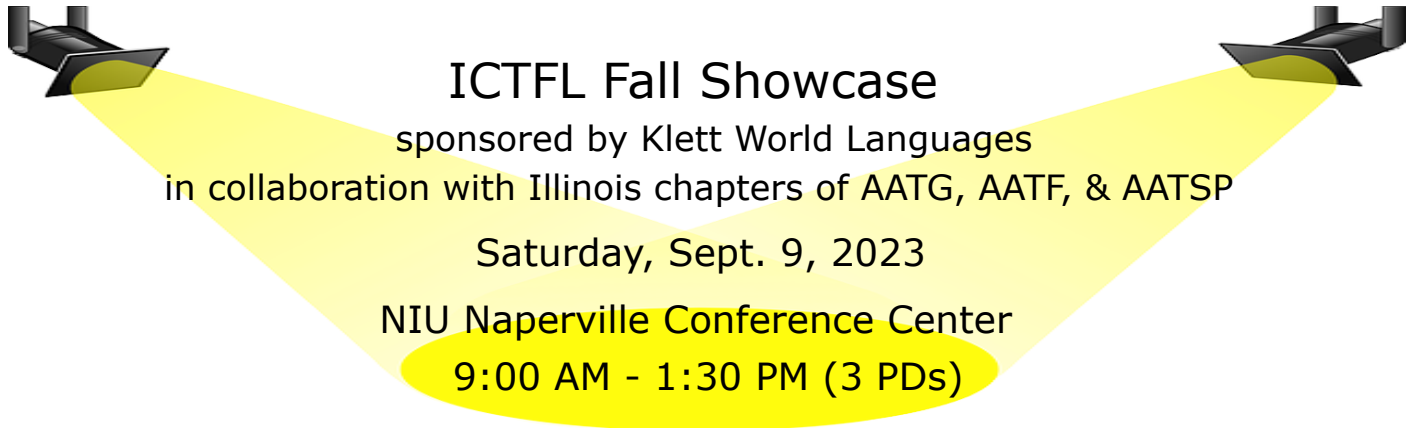 ICTFL Fall Showcase
sponsored by Klett World Languages
in collaboration with Illinois chapters of AATG, AATF, & AATSP
Saturday, Sept. 9, 2023
NIU Naperville Conference Center
9:00 AM - 1:30 PM (3 PDs)